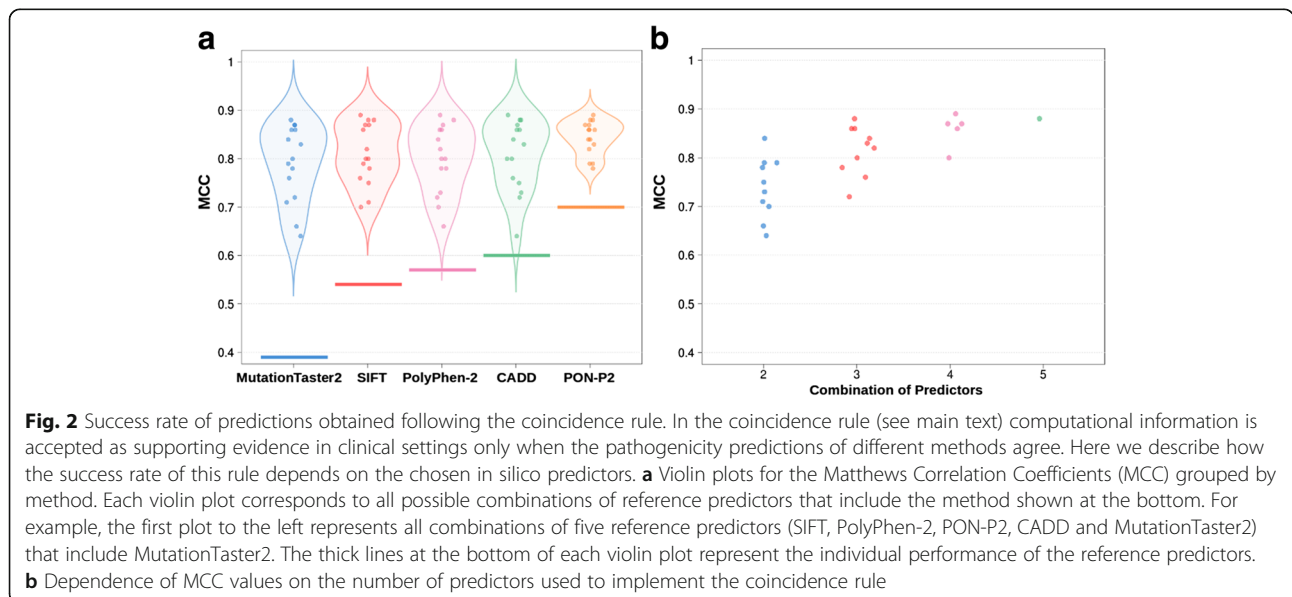 a
b
1
0.9
0.8
0.7
0.6
0.5
0.4
MCC
MutationTaster2 SIFT PolyPhen-2 CADD PON-P2
1
0.9
0.8
0.7
0.6
0.5
0.4
MCC
2 3 4 5
Combination of Predictors
Fig. 2 Success rate of predictions obtained following the coincidence rule. In the coincidence rule (see main text) computational information is
accepted as supporting evidence in clinical settings only when the pathogenicity predictions of different methods agree. Here we describe how
the success rate of this rule depends on the chosen in silico predictors. a Violin plots for the Matthews Correlation Coefficients (MCC) grouped by
method. Each violin plot corresponds to all possible combinations of reference predictors that include the method shown at the bottom. For
example, the first plot to the left represents all combinations of five reference predictors (SIFT, PolyPhen-2, PON-P2, CADD and MutationTaster2)
that include MutationTaster2. The thick lines at the bottom of each violin plot represent the individual performance of the reference predictors.
b Dependence of MCC values on the number of predictors used to implement the coincidence rule